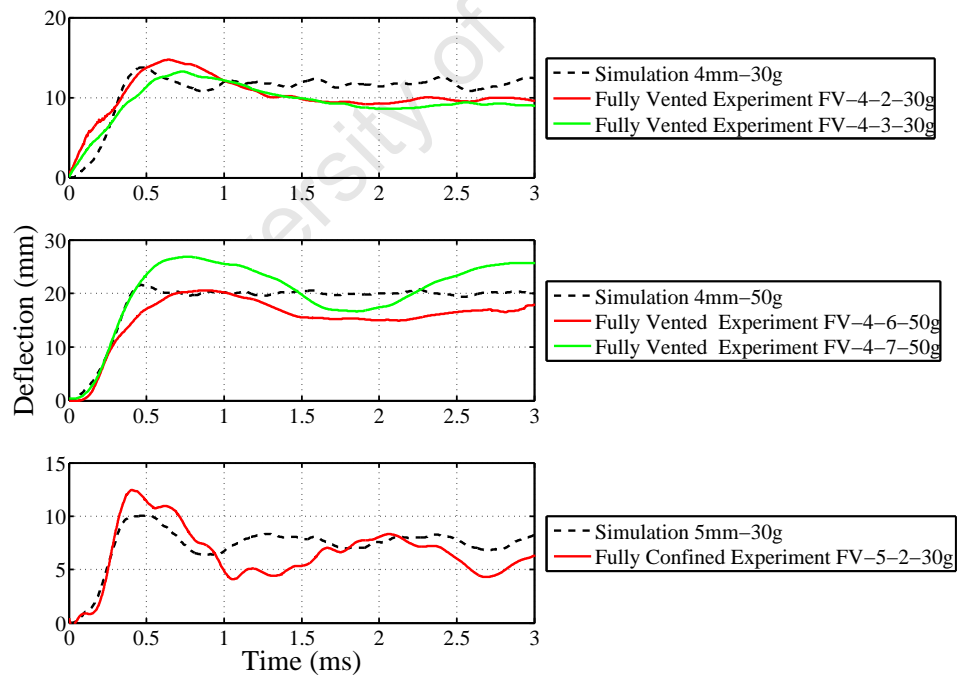 20
10
0
0 0.5 1 1.5 2 2.5 3
Simulation 4mm−30g
Fully Vented Experiment FV−4−2−30g
Fully Vented Experiment FV−4−3−30g
Deflection (mm)
30
20
10
0
0 0.5 1 1.5 2 2.5 3
Simulation 4mm−50g
Fully Vented Experiment FV−4−6−50g
Fully Vented Experiment FV−4−7−50g
15
10
5
0
0 0.5 1 1.5 2 2.5 3
Simulation 5mm−30g
Fully Confined Experiment FV−5−2−30g
Time (ms)
ersity of